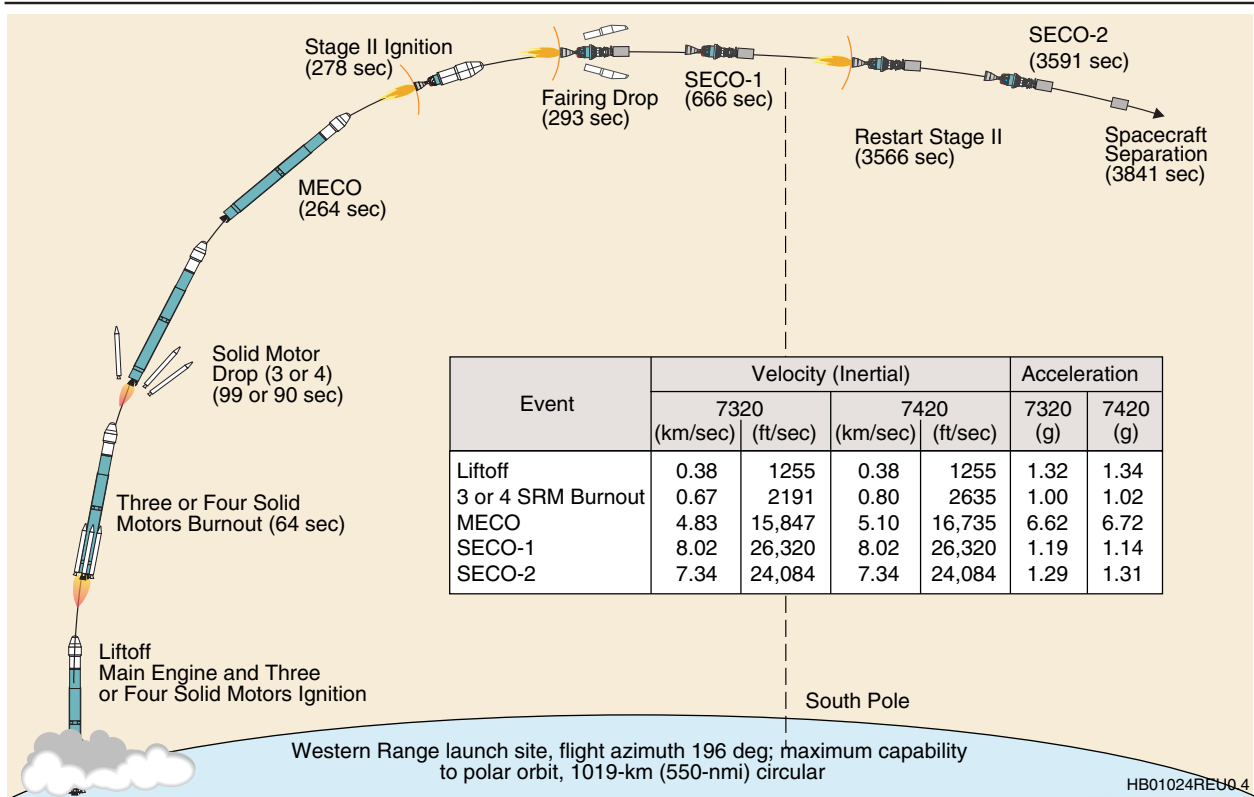 Stage II Ignition
(278 sec)
Fairing Drop
(293 sec)
SECO-1
(666 sec)
SECO-2
(3591 sec)
Restart Stage II
(3566 sec)
Spacecraft
Separation
(3841 sec)
MECO
(264 sec)
Solid Motor
Drop (3 or 4)
(99 or 90 sec)
Three or Four Solid
Motors Burnout (64 sec)
Liftoff
Main Engine and Three
or Four Solid Motors Ignition
Event Velocity (Inertial) Acceleration
7320 7420 7320 7420
(km/sec) (ft/sec) (km/sec) (ft/sec) (g) (g)
Liftoff 0.38 1255 0.38 1255 1.32 1.34
3 or 4 SRM Burnout 0.67 2191 0.80 2635 1.00 1.02
MECO 4.83 15,847 5.10 16,735 6.62 6.72
SECO-1 8.02 26,320 8.02 26,320 1.19 1.14
SECO-2 7.34 24,084 7.34 24,084 1.29 1.31
South Pole
Western Range launch site, flight azimuth 196 deg; maximum capability
to polar orbit, 1019-km (550-nmi) circular
HB01024REU0.4